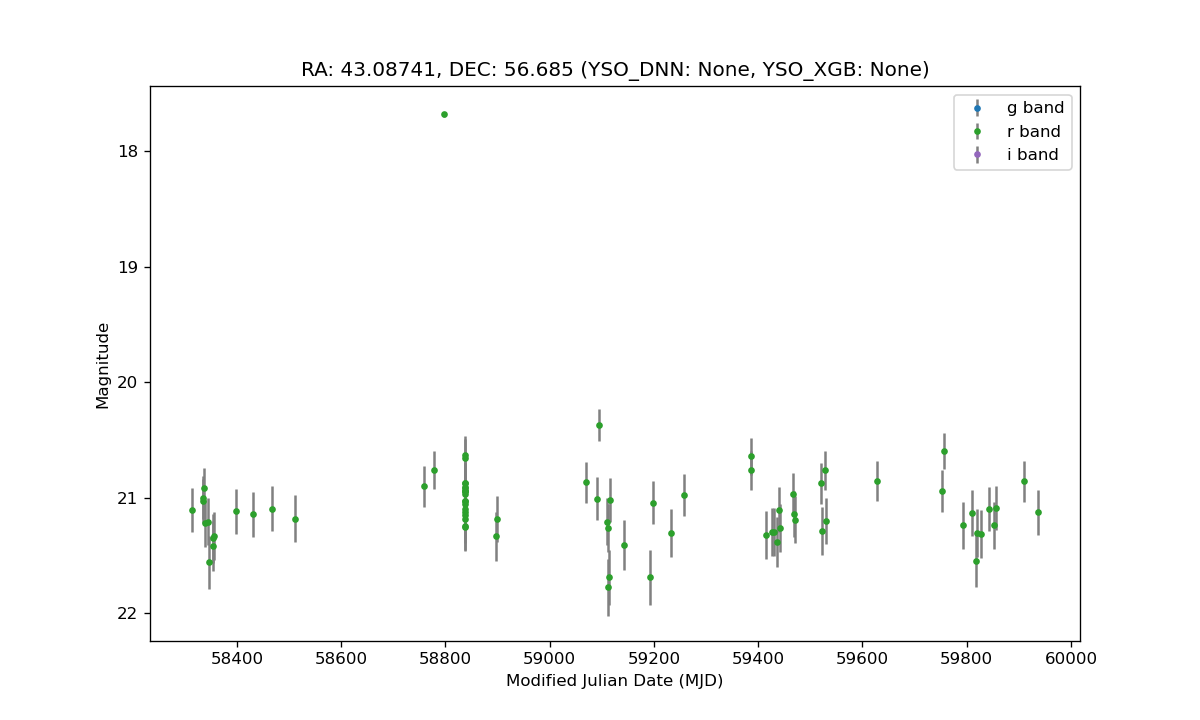 RA: 43.08741, DEC: 56.685 (YSO_DNN: None, YSO_XGB: None)
g band
r band
i band
18
19
20
21
22
Magnitude
58400 58600 58800 59000 59200 59400 59600 59800 60000
Modified Julian Date (MJD)